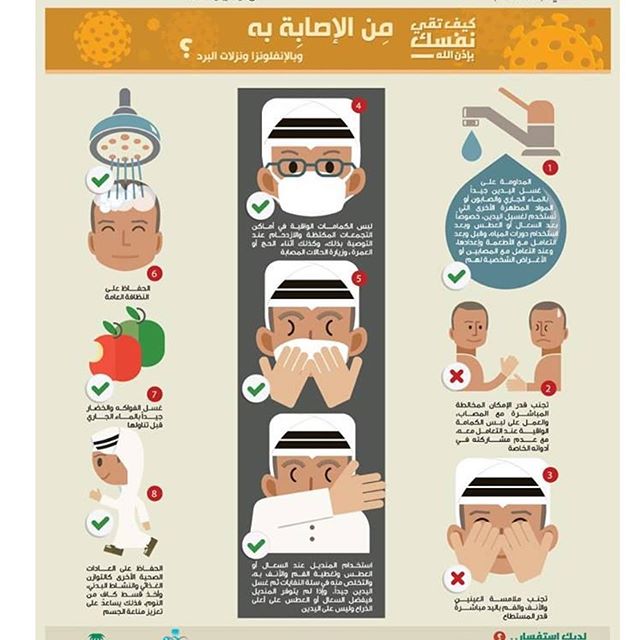 كيف تقي
نفسك
بإذن الله
مِن الإصابِة به
وبالإنفلونزا ونزلات البرد ؟
1
المداومة على
غسل اليدين جيداً
بالماء الجاري والصابون أو
المواد المطهرة الأخرى التي
تستخدم لغسيل اليدين، خصوصاً
بعد السعال أو العطس وبعد
استخدام دورات المياه، وقبل وبعد
التعامل مع الأطعمة وإعدادها،
وعند التعامل مع المصابين أو
الأغراض الشخصية لهم
2
تجنب قدر الإمكان المخالطة
المباشرة مع المصاب،
والعمل على لبس الكمامة
الواقية عند التعامل معه،
مع عدم مشاركته في
أدواته الخاصة
3
تجنب ملامسة العينين
والأنف والفم باليد مباشرة
قدر المستطاع
4
لبس الكمامات الواقية في أماكن
التجمعات المكتظة والازدحام عند
التوصية بذلك، وكذلك أثناء الحج أو
العمرة، وزيارة الحالات المصابة
5
استخدام المنديل عند السعال أو
العطس وتغطية الفم والأنف به،
والتخلص منه في سلة النفايات ثم غسل
اليدين جيداً، وإذا لم يتوفر المنديل
فيفضل السعال أو العطس على أعلى
الذراع وليس على اليدين
6
الحفاظ على
النظافة العامة
7
غسل الفواكه والخضار
جيداً بالماء الجاري
قبل تناولها
8
الحفاظ على العادات
الصحية الأخرى كالتوازن
الغذائي والنشاط البدني،
وأخذ قسط كاف من
النوم، فذلك يساعد على
تعزيز مناعة الجسم
لديك استفسار ؟